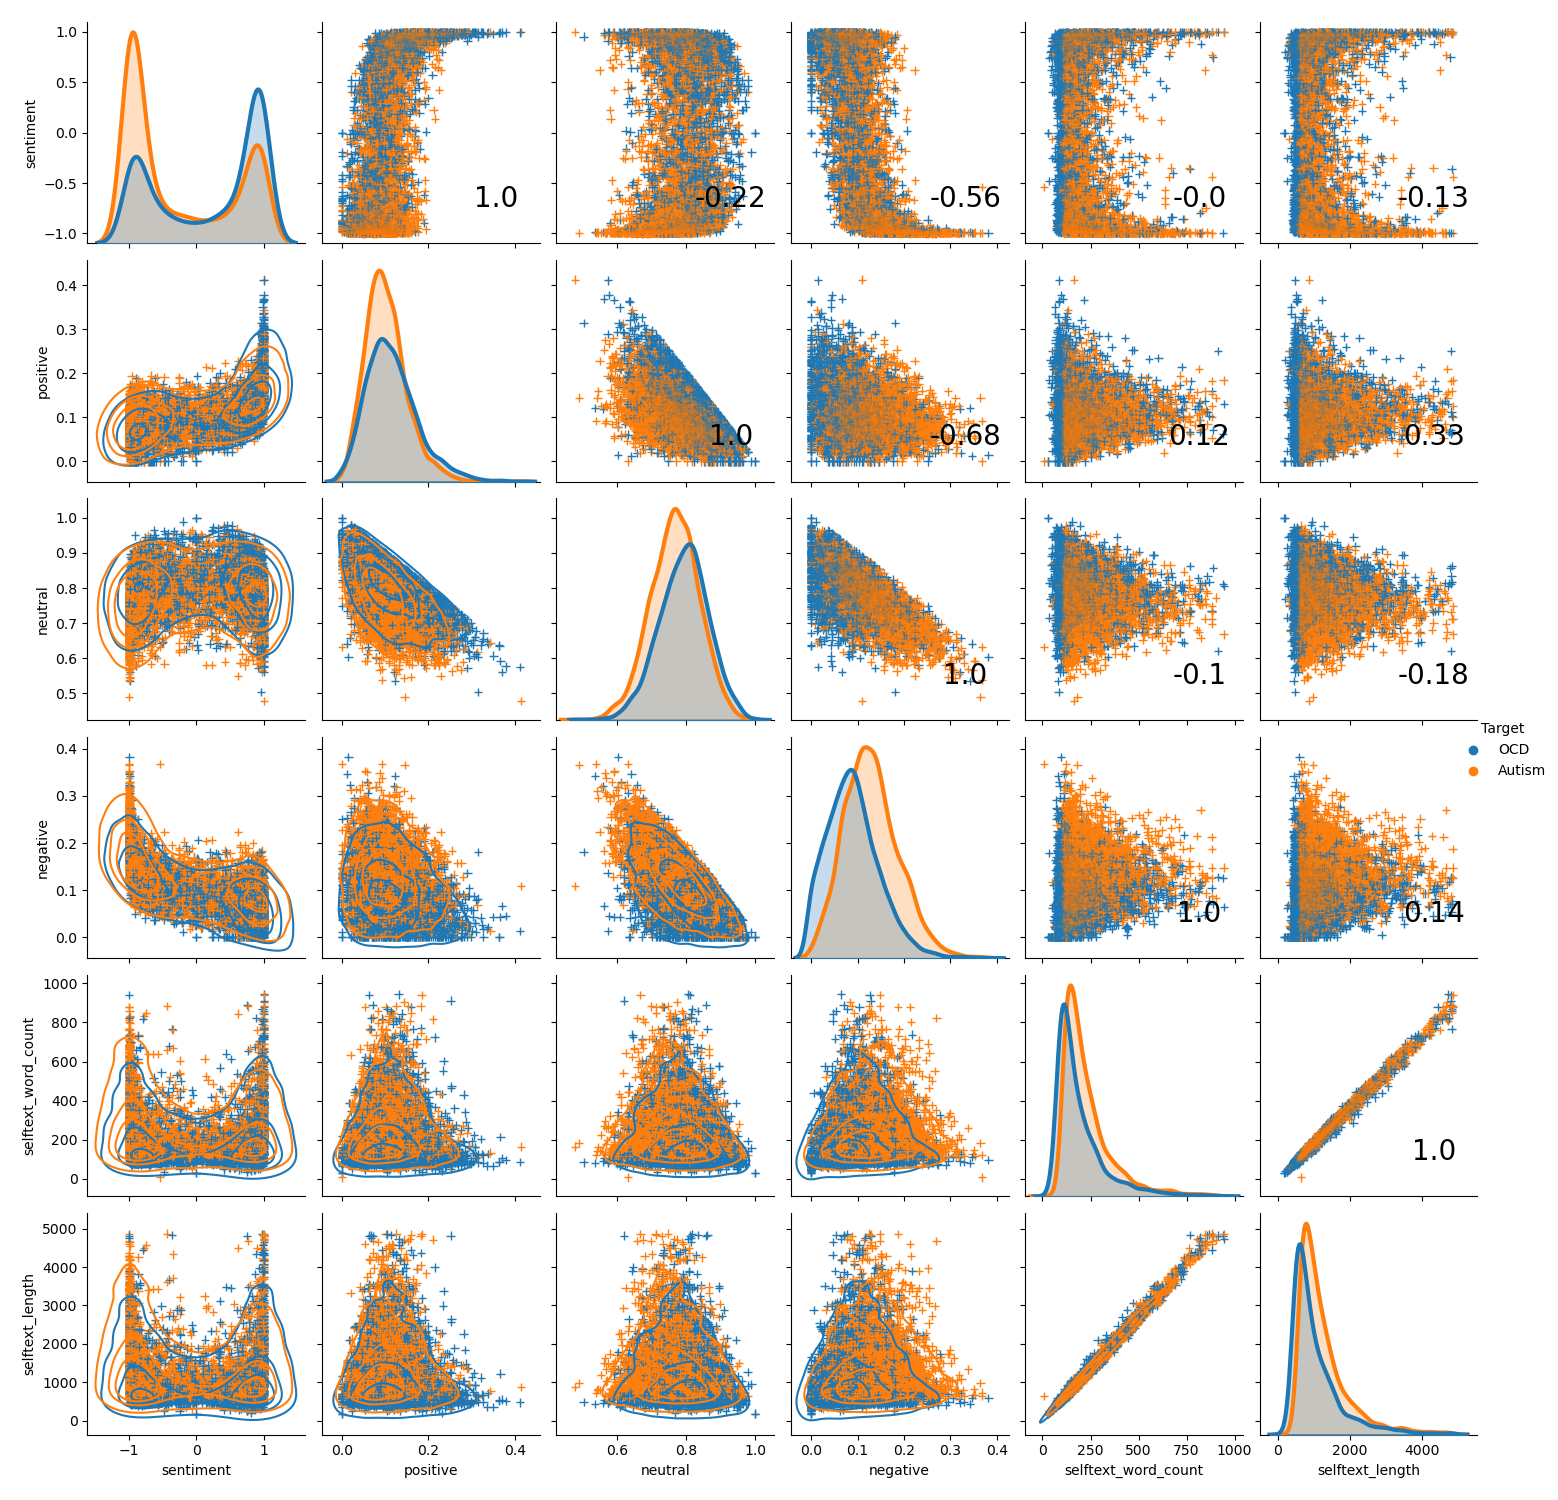 1.0
0.5
0.0
−0.5
−1.0
sentiment
1.0
-0.22
-0.56
-0.0
-0.13
0.4
0.3
0.2
0.1
0.0
positive
1.0
-0.68
0.12
0.33
1.0
0.9
0.8
0.7
0.6
0.5
neutral
1.0
-0.1
-0.18
Target
OCD
Autism
0.4
0.3
0.2
0.1
0.0
negative
1.0
0.14
1000
800
600
400
200
0
selftext_word_count
1.0
5000
4000
3000
2000
1000
0
selftext_length
−1 0 1
0.0 0.2 0.4
0.6 0.8 1.0
0.0 0.1 0.2 0.3 0.4
0 250 500 750 1000
0 2000 4000
sentiment
positive
neutral
negative
selftext_word_count
selftext_length